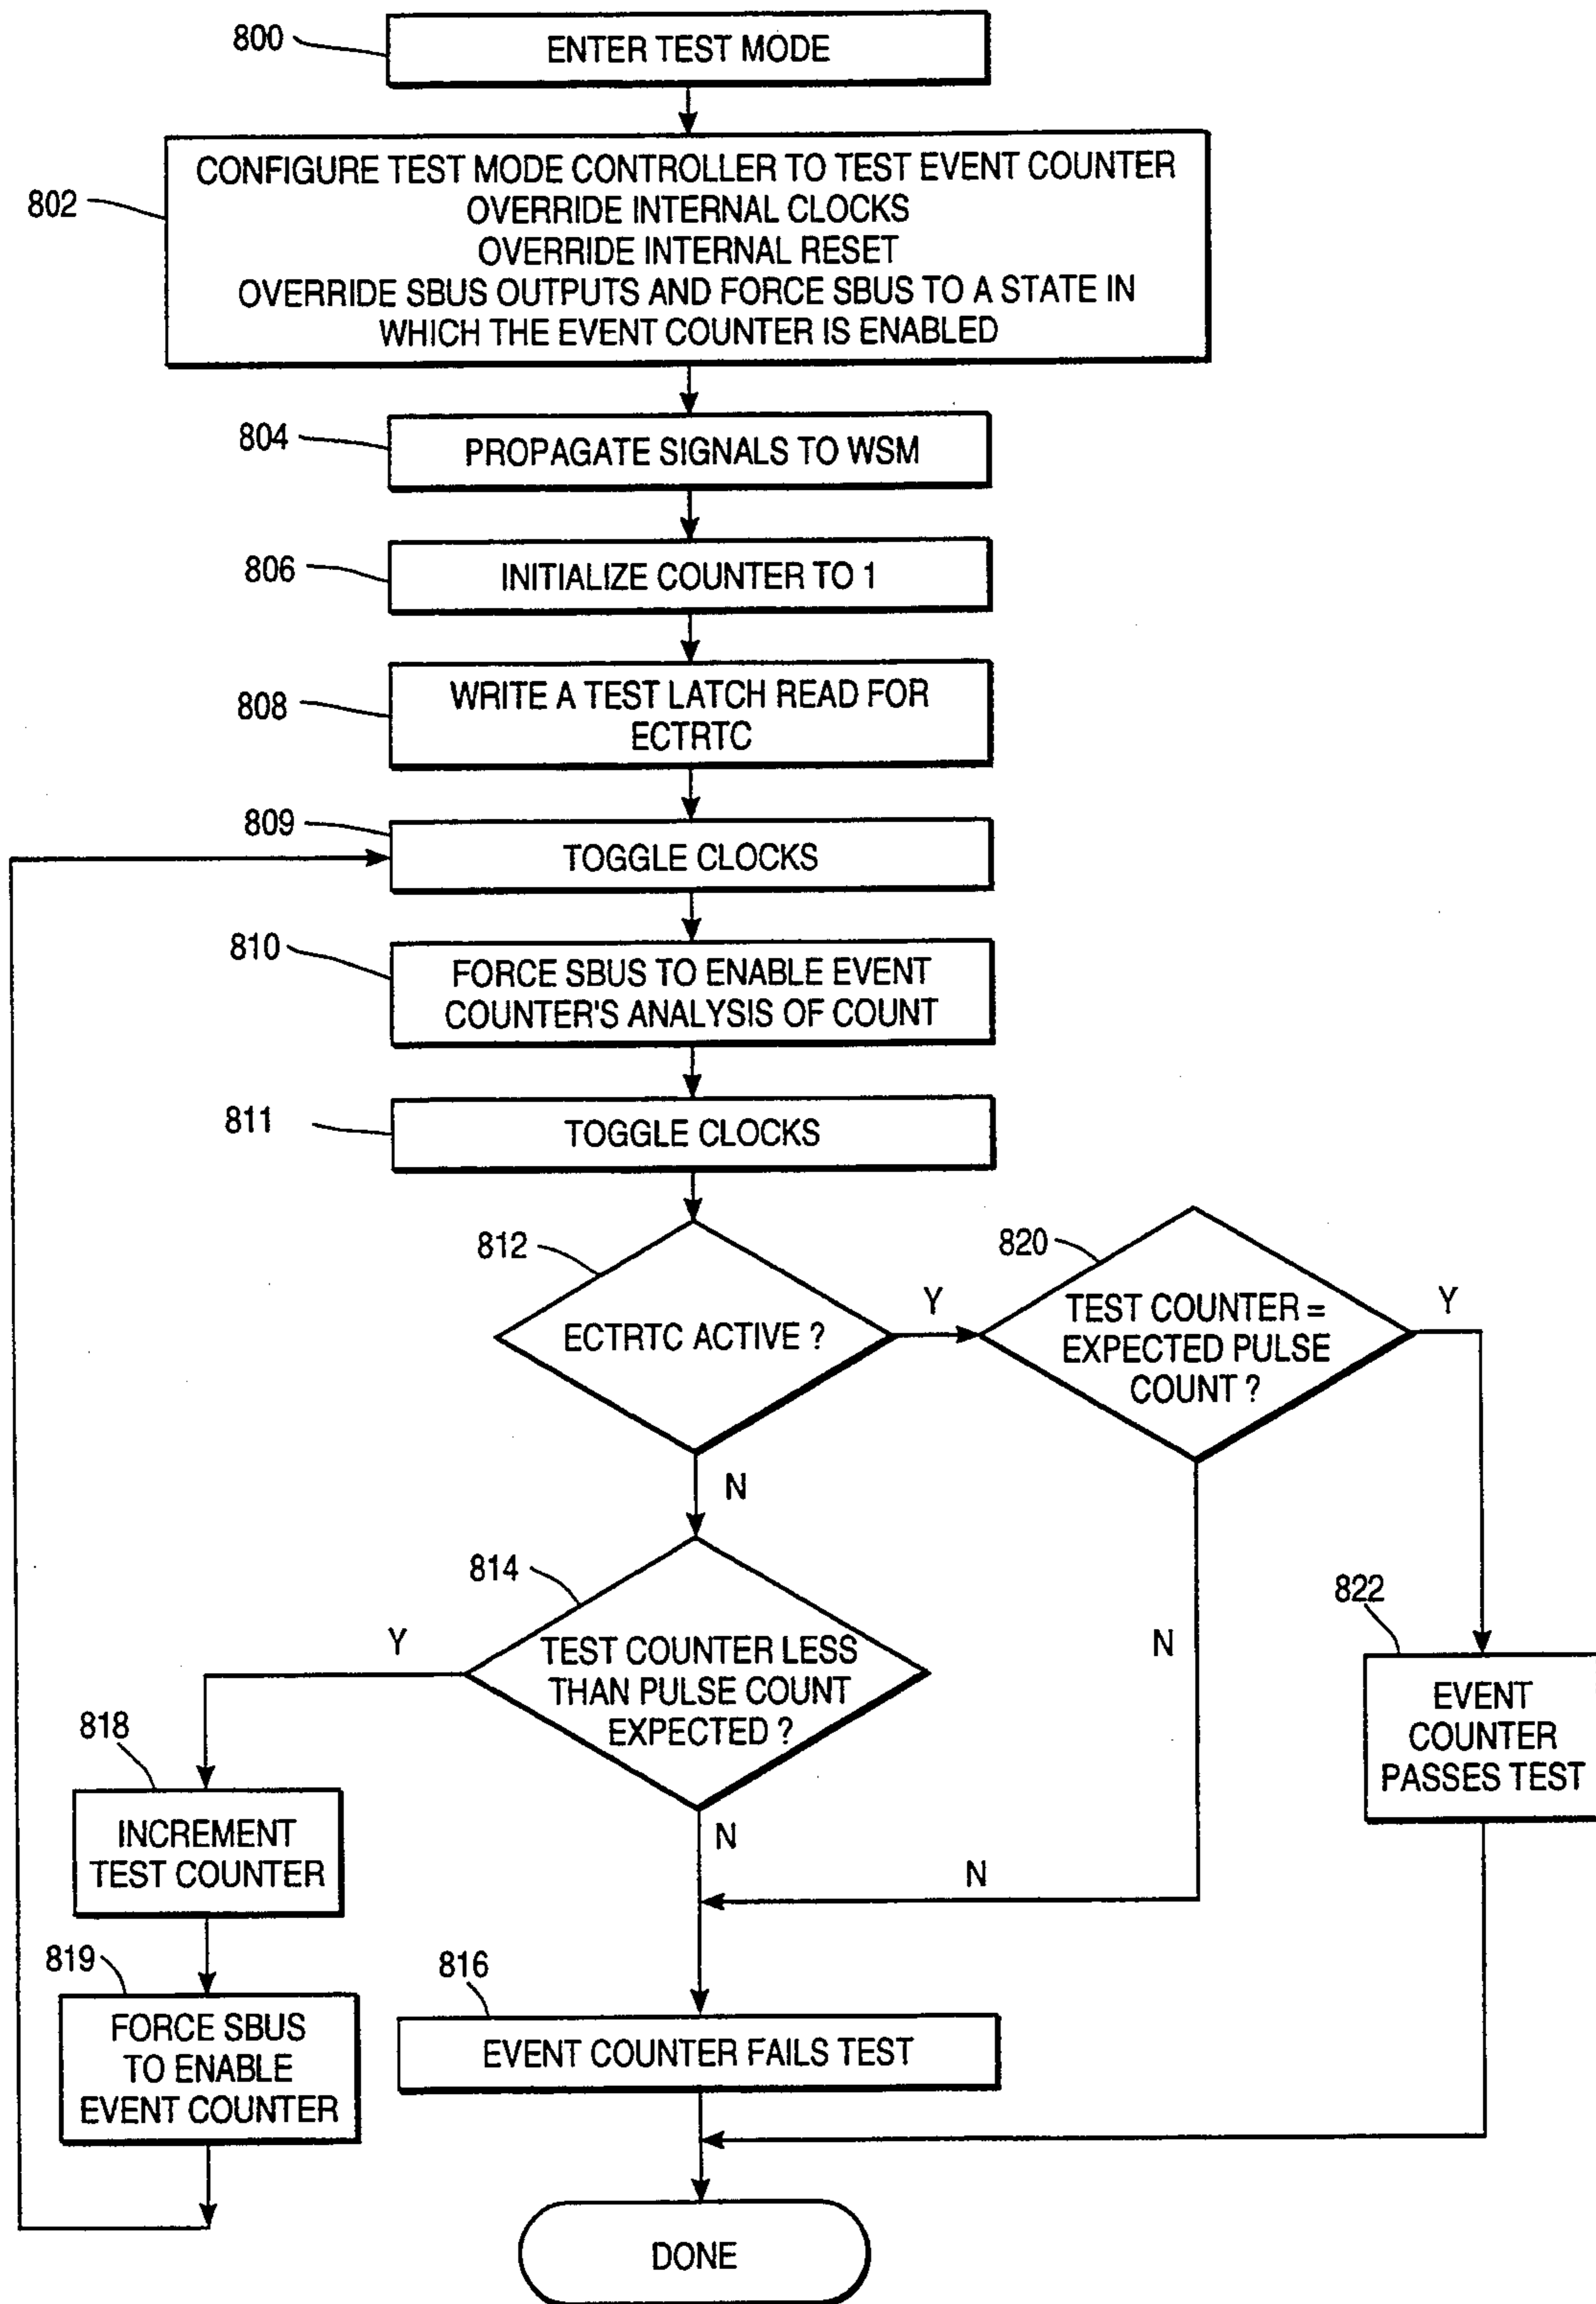 800
ENTER TEST MODE
802
CONFIGURE TEST MODE CONTROLLER TO TEST EVENT COUNTER
OVERRIDE INTERNAL CLOCKS
OVERRIDE INTERNAL RESET
OVERRIDE SBUS OUTPUTS AND FORCE SBUS TO A STATE IN
WHICH THE EVENT COUNTER IS ENABLED
804
PROPAGATE SIGNALS TO WSM
806
INITIALIZE COUNTER TO 1
808
WRITE A TEST LATCH READ FOR
ECTRTC
809
TOGGLE CLOCKS
810
FORCE SBUS TO ENABLE EVENT
COUNTER'S ANALYSIS OF COUNT
811
TOGGLE CLOCKS
812
ECTRTC ACTIVE ?
Y
N
820
TEST COUNTER =
EXPECTED PULSE
COUNT ?
Y
N
N
814
TEST COUNTER LESS
THAN PULSE COUNT
EXPECTED ?
Y
N
822
EVENT
COUNTER
PASSES TEST
818
INCREMENT
TEST COUNTER
819
FORCE SBUS
TO ENABLE
EVENT COUNTER
816
EVENT COUNTER FAILS TEST
DONE